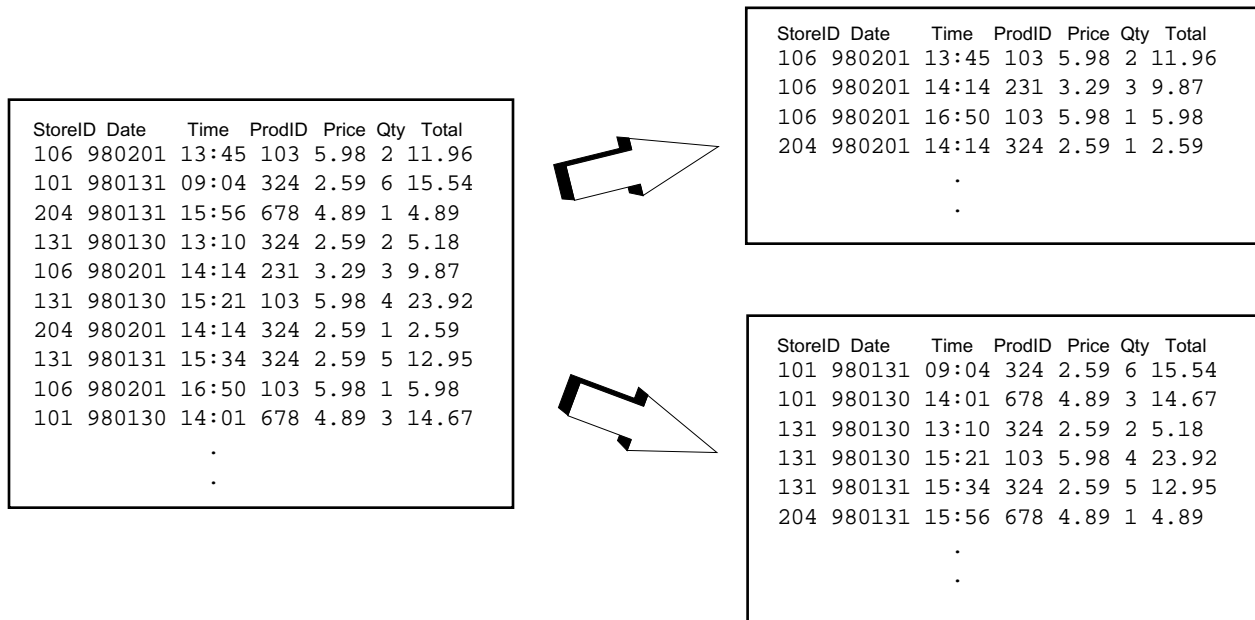 StoreID Date Time ProdID Price Qty Total
106 980201 13:45 103 5.98 2 11.96
101 980131 09:04 324 2.59 6 15.54
204 980131 15:56 678 4.89 1 4.89
131 980130 13:10 324 2.59 2 5.18
106 980201 14:14 231 3.29 3 9.87
131 980130 15:21 103 5.98 4 23.92
204 980201 14:14 324 2.59 1 2.59
131 980131 15:34 324 2.59 5 12.95
106 980201 16:50 103 5.98 1 5.98
101 980130 14:01 678 4.89 3 14.67
.
.
StoreID Date Time ProdID Price Qty Total
106 980201 13:45 103 5.98 2 11.96
106 980201 14:14 231 3.29 3 9.87
106 980201 16:50 103 5.98 1 5.98
204 980201 14:14 324 2.59 1 2.59
.
.
StoreID Date Time ProdID Price Qty Total
101 980131 09:04 324 2.59 6 15.54
101 980130 14:01 678 4.89 3 14.67
131 980130 13:10 324 2.59 2 5.18
131 980130 15:21 103 5.98 4 23.92
131 980131 15:34 324 2.59 5 12.95
204 980131 15:56 678 4.89 1 4.89
.
.